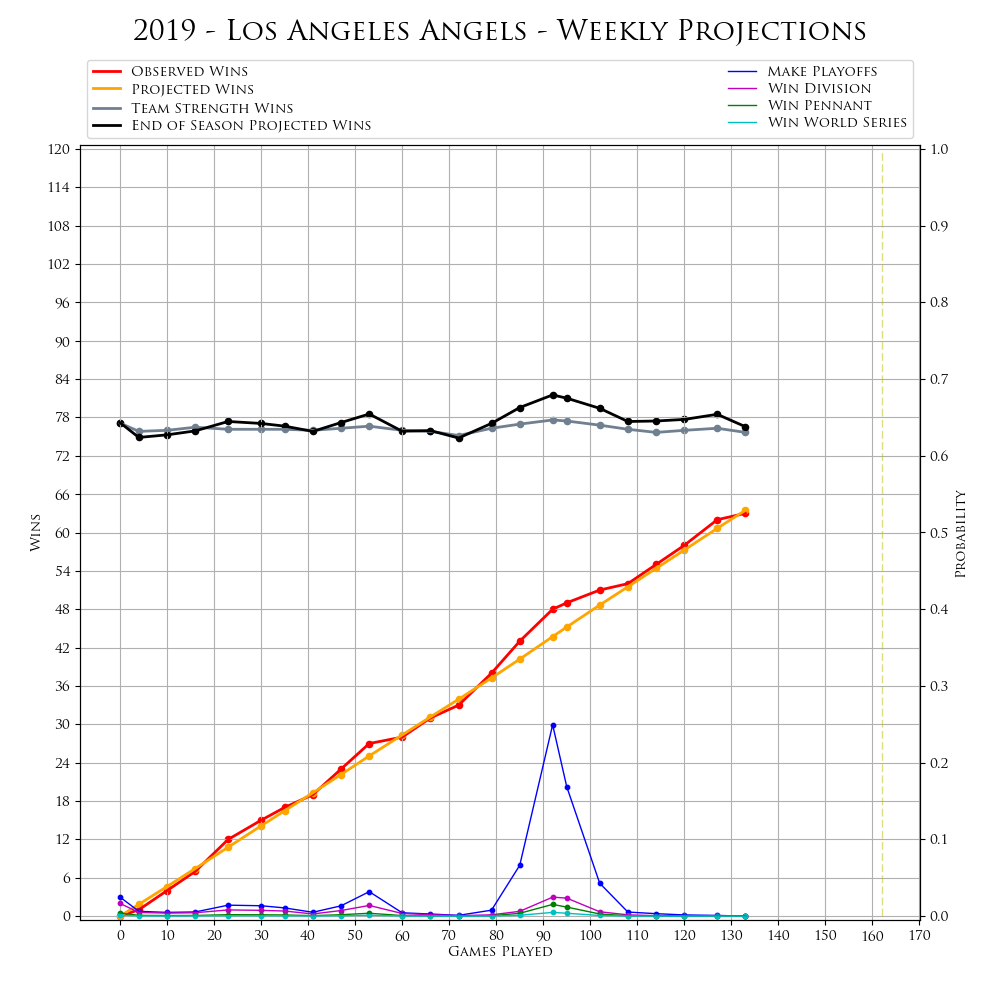 2019 - Los Angeles Angels - Weekly Projections
Observed Wins
Projected Wins
Team Strength Wins
End of Season Projected Wins
Make Playoffs
Win Division
Win Pennant
Win World Series
120
114
108
102
96
90
84
78
72
66
60
54
48
42
36
30
24
18
12
6
0
Wins
1.0
0.9
0.8
0.7
0.6
0.5
0.4
0.3
0.2
0.1
0.0
Probability
0 10 20 30 40 50 60 70 80 90 100 110 120 130 140 150 160 170
Games Played